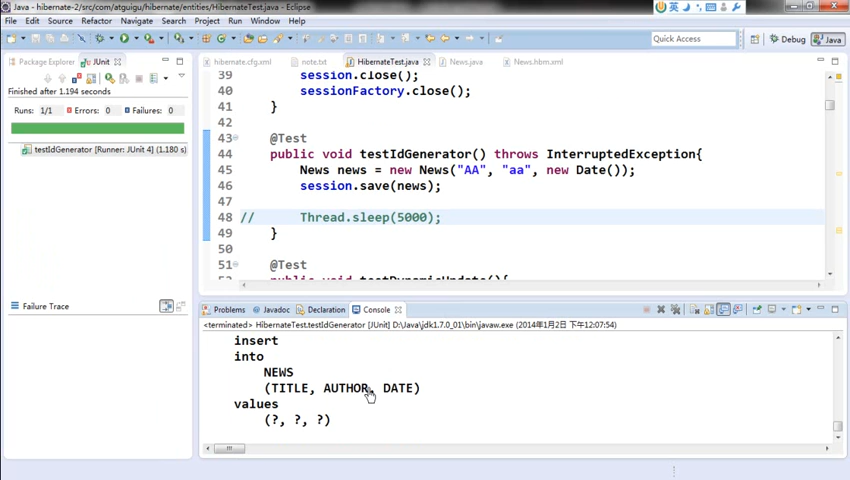 Java - hibernate-2/src/com/atguigu/hibernate/entities/HibernateTest.java - Eclipse
英
File Edit Source Refactor Navigate Search Project Run Window Help
Quick Access
Debug
Java
Package Explorer
JUnit
Finished after 1.194 seconds
Runs: 1/1
Errors: 0
Failures: 0
testIdGenerator [Runner: JUnit 4] (1.180 s)
Failure Trace
hibernate.cfg.xml
note.txt
HibernateTest.java
News.java
News.hbm.xml
39 session.close();
40 sessionFactory.close();
41 }
42
43 @Test
44 public void testIdGenerator() throws InterruptedException{
45 News news = new News("AA", "aa", new Date());
46 session.save(news);
47
48 // Thread.sleep(5000);
49 }
50
51 @Test
52 public void testDynamicUpdate(){
Problems
Javadoc
Declaration
Console
<terminated> HibernateTest.testIdGenerator [JUnit] D:\Java\jdk1.7.0_01\bin\javaw.exe (2014年1月2日 下午12:07:54)
insert
into
NEWS
(TITLE, AUTHOR, DATE)
values
(?, ?, ?)